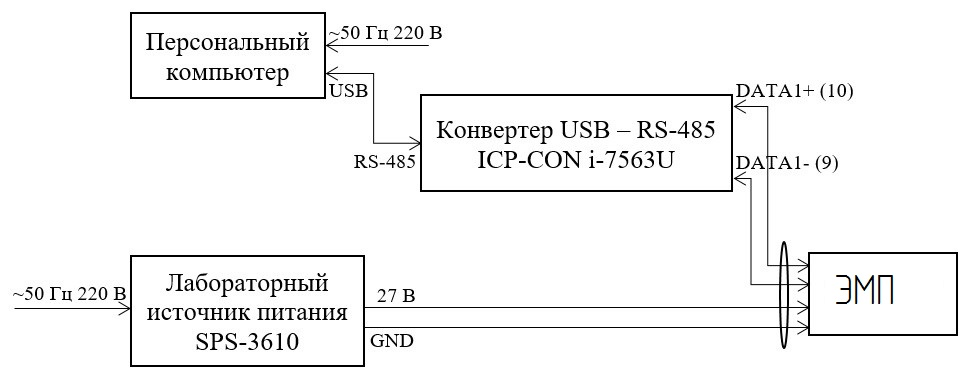 Персональный
компьютер
~50 Гц 220 В
USB
RS-485
Конвертер USB – RS-485
ICP-CON i-7563U
DATA1+ (10)
DATA1- (9)
~50 Гц 220 В
Лабораторный
источник питания
SPS-3610
27 В
GND
ЭМП